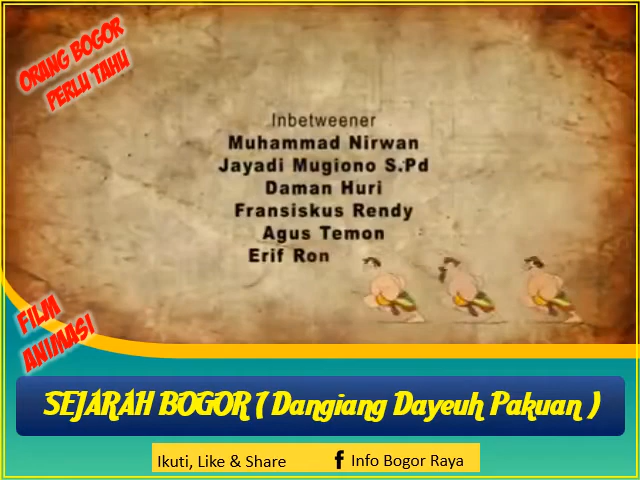 ORANG BOGOR
PERLU TAHU
Inbetweener
Muhammad Nirwan
Jayadi Mugiono S.Pd
Daman Huri
Fransiskus Rendy
Agus Temon
Erif Ron
FILM
ANIMASI
SEJARAH BOGOR ( Dangiang Dayeuh Pakuan )
Ikuti, Like & Share
f Info Bogor Raya